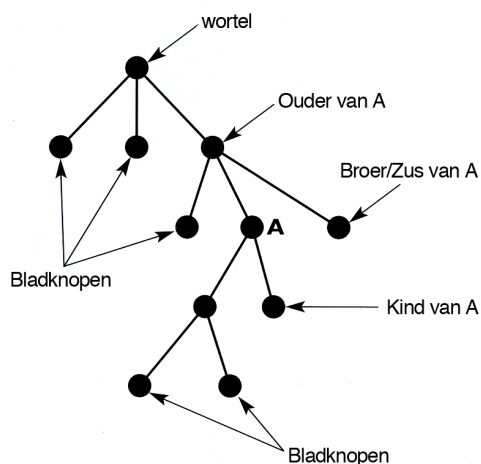 wortel
Ouder van A
Broer/Zus van A
A
Bladknopen
Kind van A
Bladknopen